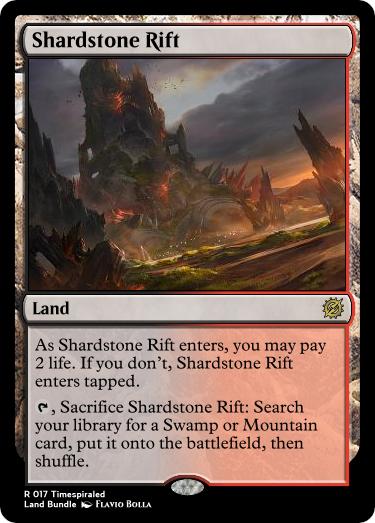 Shardstone Rift
Land
As Shardstone Rift enters, you may pay
2 life. If you don't, Shardstone Rift
enters tapped.
, Sacrifice Shardstone Rift: Search
your library for a Swamp or Mountain
card, put it onto the battlefield, then
shuffle.
R 017 Timespiraled
Land Bundle Flavio Bolla